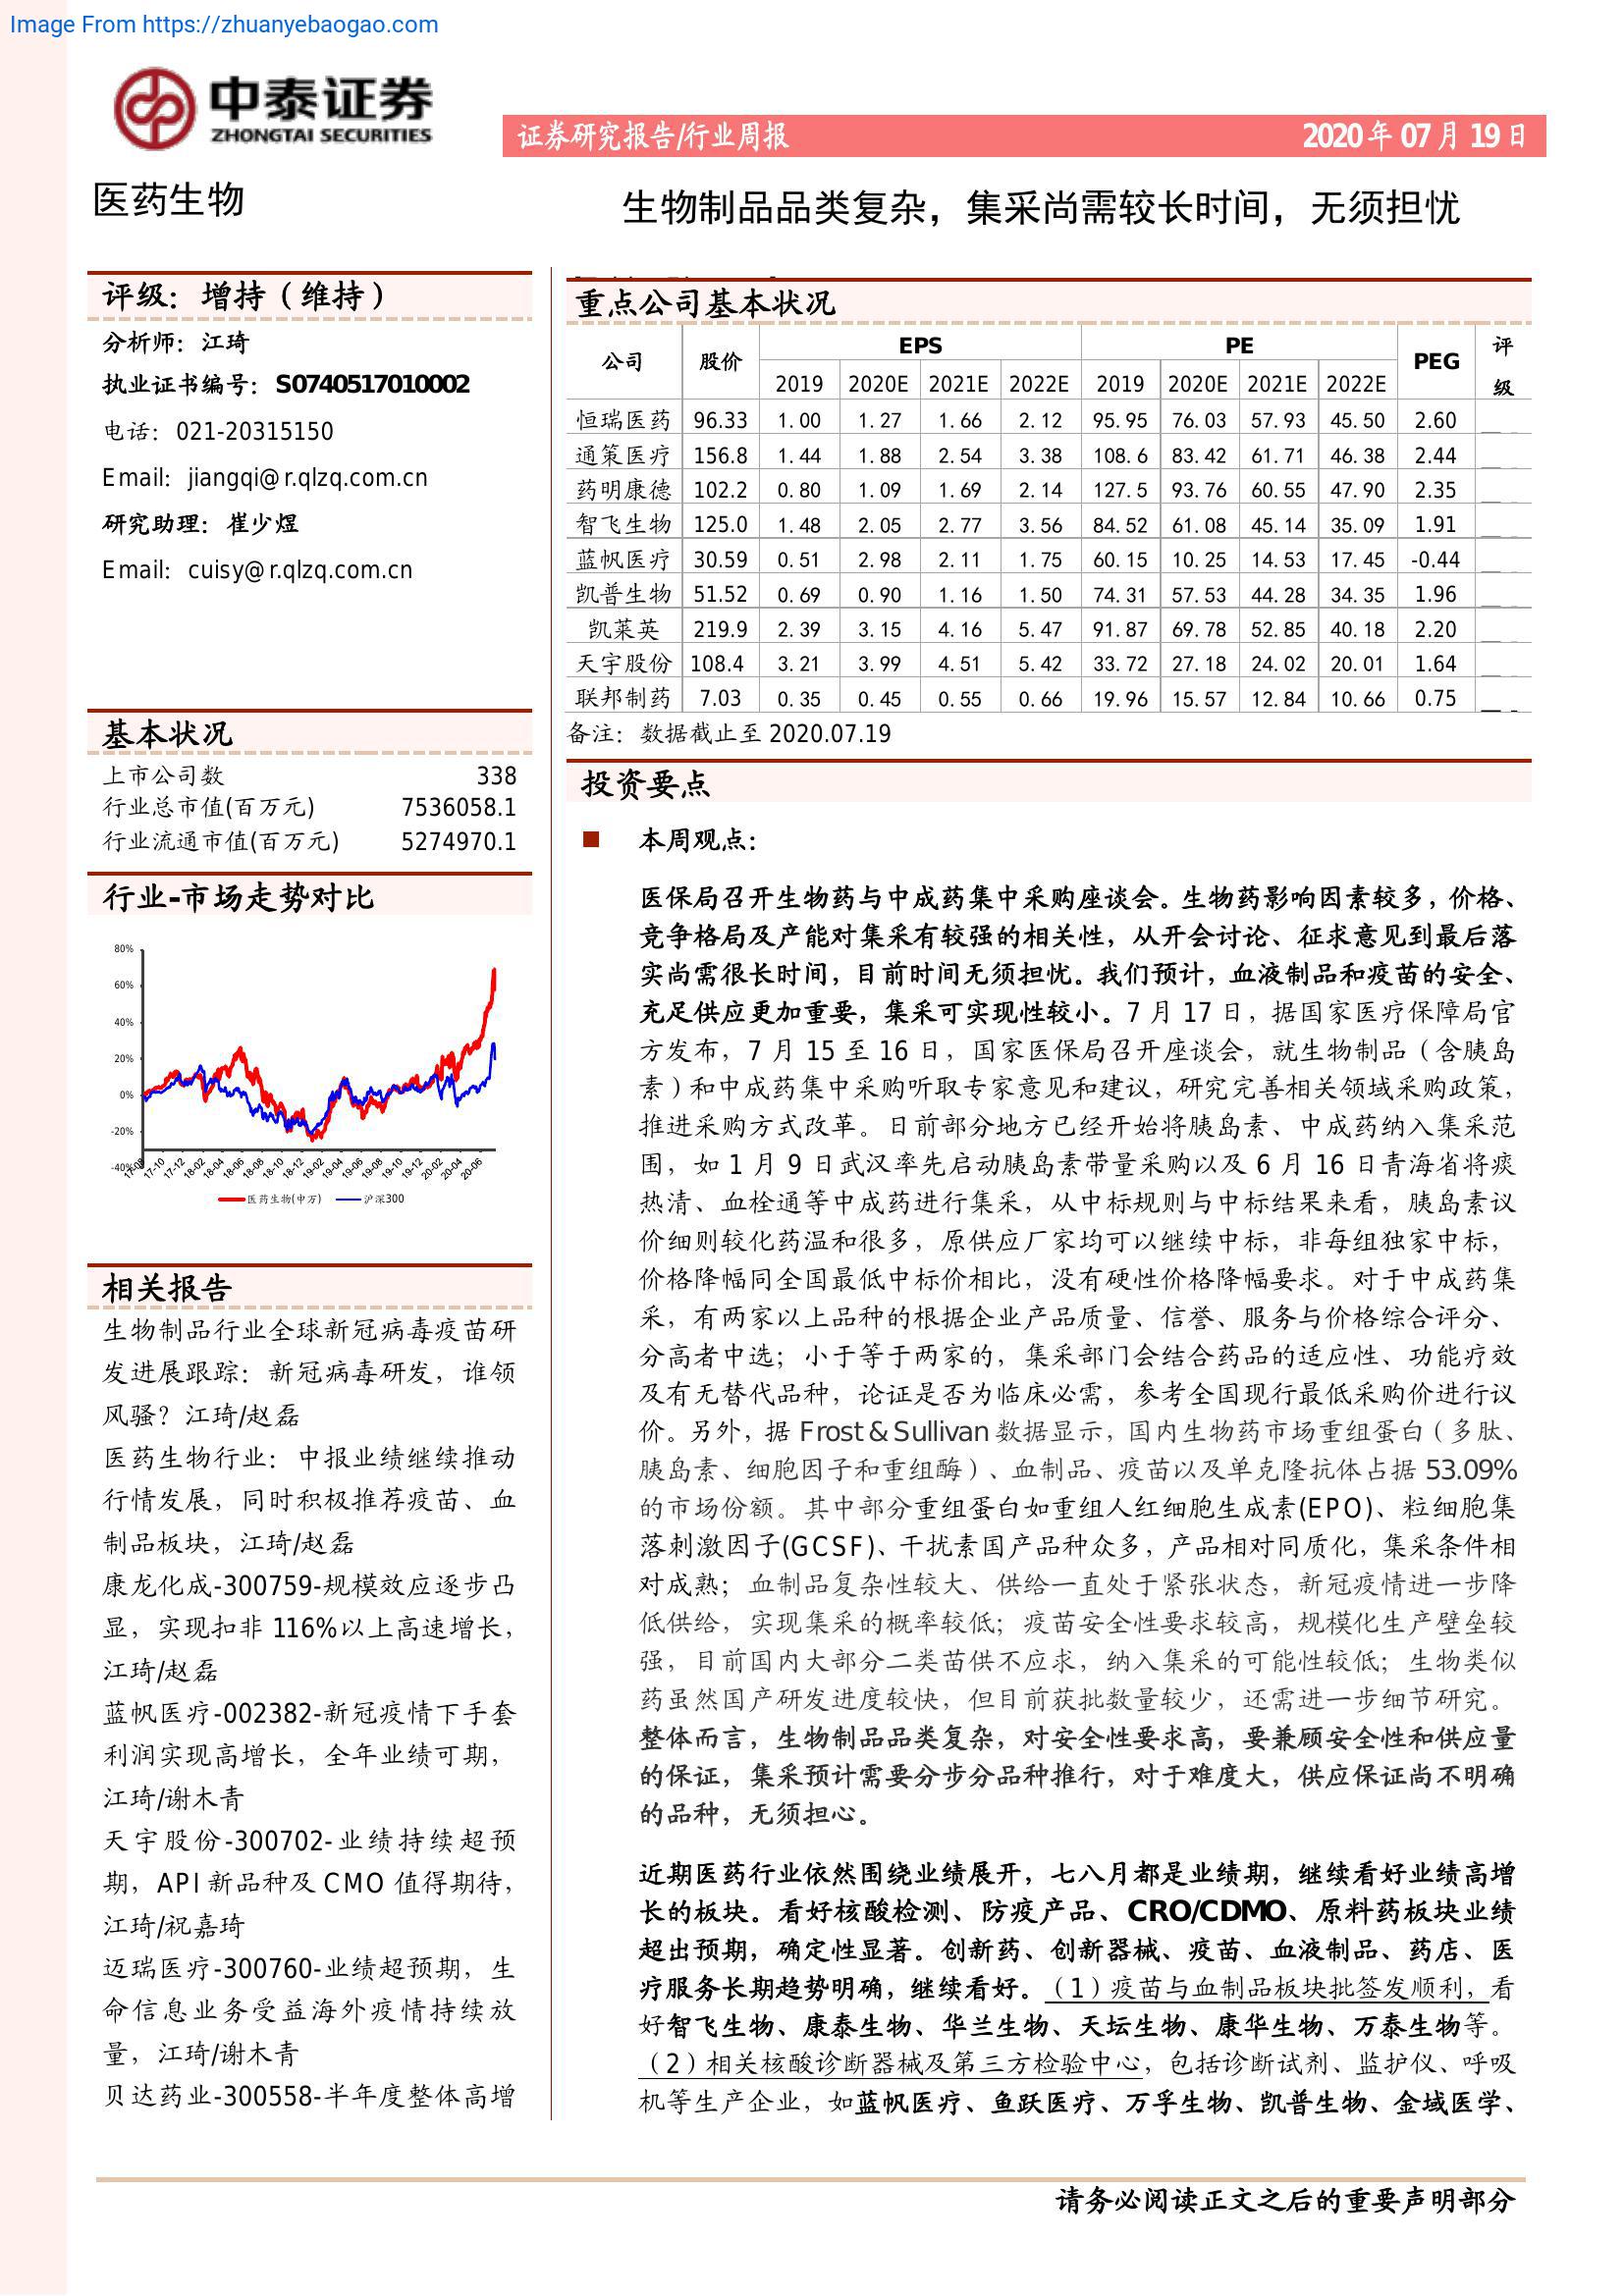 Image From https://zhuanyebaogao.com
中泰证券
ZHONGTAI SECURITIES
证券研究报告/行业周报 2020 年 07 月 19 日
医药生物
生物制品品类复杂，集采尚需较长时间，无须担忧
评级：增持（维持）
分析师：江琦
执业证书编号：S0740517010002
电话：021-20315150
Email：jiangqi@r.qlzq.com.cn
研究助理：崔少煜
Email：cuisy@r.qlzq.com.cn
基本状况
上市公司数 338
行业总市值(百万元) 7536058.1
行业流通市值(百万元) 5274970.1
行业-市场走势对比
80%
60%
40%
20%
0%
-20%
-40%
17-08 17-10 17-12 18-02 18-04 18-06 18-08 18-10 18-12 19-02 19-04 19-06 19-08 19-10 19-12 20-02 20-04 20-06
医药生物(申万) 沪深300
相关报告
生物制品行业全球新冠病毒疫苗研
发进展跟踪：新冠病毒研发，谁领
风骚？江琦/赵磊
医药生物行业：中报业绩继续推动
行情发展，同时积极推荐疫苗、血
制品板块，江琦/赵磊
康龙化成-300759-规模效应逐步凸
显，实现扣非 116%以上高速增长，
江琦/赵磊
蓝帆医疗-002382-新冠疫情下手套
利润实现高增长，全年业绩可期，
江琦/谢木青
天宇股份-300702-业绩持续超预
期，API 新品种及 CMO 值得期待，
江琦/祝嘉琦
迈瑞医疗-300760-业绩超预期，生
命信息业务受益海外疫情持续放
量，江琦/谢木青
贝达药业-300558-半年度整体高增
重点公司基本状况
公司 股价 EPS PE PEG 评级
2019 2020E 2021E 2022E 2019 2020E 2021E 2022E
恒瑞医药 96.33 1.00 1.27 1.66 2.12 95.95 76.03 57.93 45.50 2.60
通策医疗 156.8 1.44 1.88 2.54 3.38 108.6 83.42 61.71 46.38 2.44
药明康德 102.2 0.80 1.09 1.69 2.14 127.5 93.76 60.55 47.90 2.35
智飞生物 125.0 1.48 2.05 2.77 3.56 84.52 61.08 45.14 35.09 1.91
蓝帆医疗 30.59 0.51 2.98 2.11 1.75 60.15 10.25 14.53 17.45 -0.44
凯普生物 51.52 0.69 0.90 1.16 1.50 74.31 57.53 44.28 34.35 1.96
凯莱英 219.9 2.39 3.15 4.16 5.47 91.87 69.78 52.85 40.18 2.20
天宇股份 108.4 3.21 3.99 4.51 5.42 33.72 27.18 24.02 20.01 1.64
联邦制药 7.03 0.35 0.45 0.55 0.66 19.96 15.57 12.84 10.66 0.75
备注：数据截止至 2020.07.19
投资要点
本周观点：
医保局召开生物药与中成药集中采购座谈会。生物药影响因素较多，价格、
竞争格局及产能对集采有较强的相关性，从开会讨论、征求意见到最后落
实尚需很长时间，目前时间无须担忧。我们预计，血液制品和疫苗的安全、
充足供应更加重要，集采可实现性较小。7 月 17 日，据国家医疗保障局官
方发布，7 月 15 至 16 日，国家医保局召开座谈会，就生物制品（含胰岛
素）和中成药集中采购听取专家意见和建议，研究完善相关领域采购政策，
推进采购方式改革。日前部分地方已经开始将胰岛素、中成药纳入集采范
围，如 1 月 9 日武汉率先启动胰岛素带量采购以及 6 月 16 日青海省将痰
热清、血栓通等中成药进行集采，从中标规则与中标结果来看，胰岛素议
价细则较化药温和很多，原供应厂家均可以继续中标，非每组独家中标，
价格降幅同全国最低中标价相比，没有硬性价格降幅要求。对于中成药集
采，有两家以上品种的根据企业产品质量、信誉、服务与价格综合评分、
分高者中选；小于等于两家的，集采部门会结合药品的适应性、功能疗效
及有无替代品种，论证是否为临床必需，参考全国现行最低采购价进行议
价。另外，据 Frost & Sullivan 数据显示，国内生物药市场重组蛋白（多肽、
胰岛素、细胞因子和重组酶）、血制品、疫苗以及单克隆抗体占据 53.09%
的市场份额。其中部分重组蛋白如重组人红细胞生成素(EPO)、粒细胞集
落刺激因子(GCSF)、干扰素国产品种众多，产品相对同质化，集采条件相
对成熟；血制品复杂性较大、供给一直处于紧张状态，新冠疫情进一步降
低供给，实现集采的概率较低；疫苗安全性要求较高，规模化生产壁垒较
强，目前国内大部分二类苗供不应求，纳入集采的可能性较低；生物类似
药虽然国产研发进度较快，但目前获批数量较少，还需进一步细节研究。
整体而言，生物制品品类复杂，对安全性要求高，要兼顾安全性和供应量
的保证，集采预计需要分步分品种推行，对于难度大，供应保证尚不明确
的品种，无须担心。
近期医药行业依然围绕业绩展开，七八月都是业绩期，继续看好业绩高增
长的板块。看好核酸检测、防疫产品、CRO/CDMO、原料药板块业绩
超出预期，确定性显著。创新药、创新器械、疫苗、血液制品、药店、医
疗服务长期趋势明确，继续看好。（1）疫苗与血制品板块批签发顺利，看
好智飞生物、康泰生物、华兰生物、天坛生物、康华生物、万泰生物等。
（2）相关核酸诊断器械及第三方检验中心，包括诊断试剂、监护仪、呼吸
机等生产企业，如蓝帆医疗、鱼跃医疗、万孚生物、凯普生物、金域医学、
请务必阅读正文之后的重要声明部分